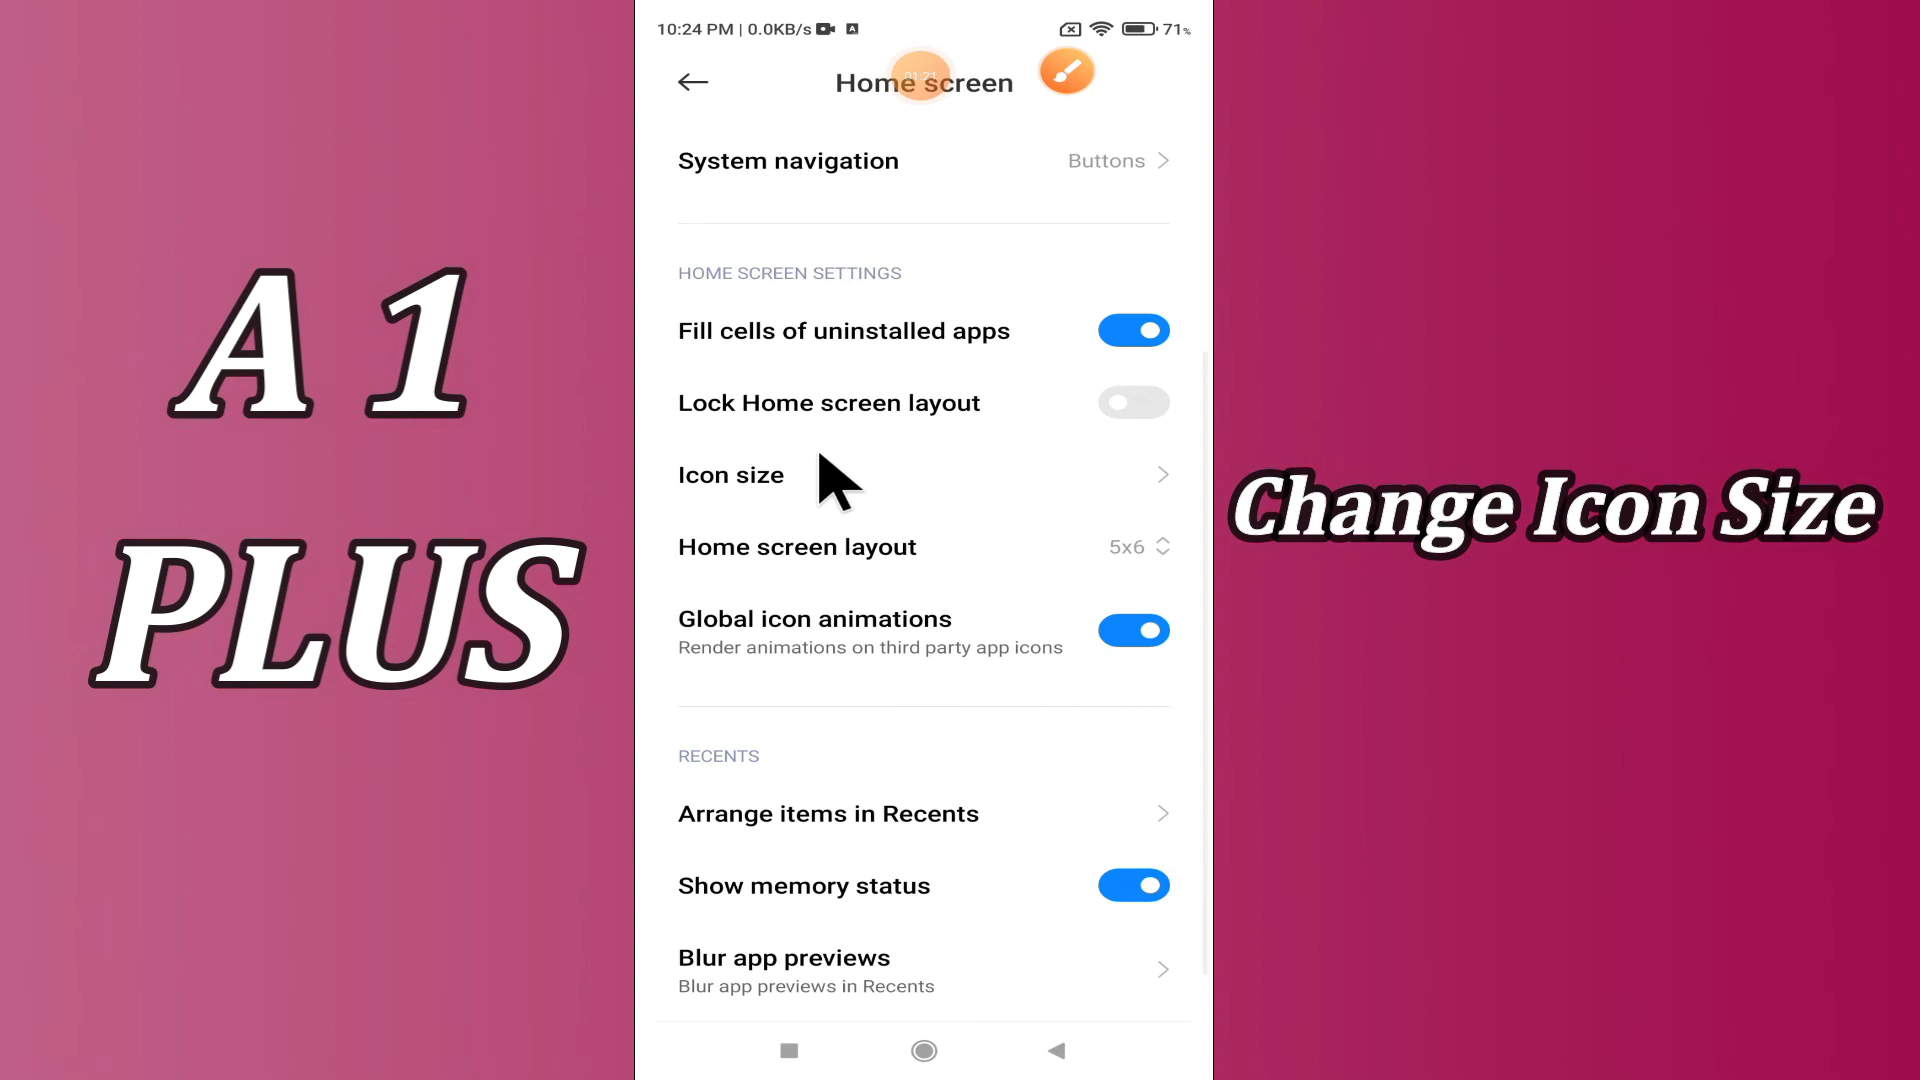 A 1
PLUS
10:24 PM | 0.0KB/s
A
71%
01:21
Home screen
System navigation
Buttons
HOME SCREEN SETTINGS
Fill cells of uninstalled apps
Lock Home screen layout
Icon size
Home screen layout
5x6
Global icon animations
Render animations on third party app icons
RECENTS
Arrange items in Recents
Show memory status
Blur app previews
Blur app previews in Recents
Change Icon Size